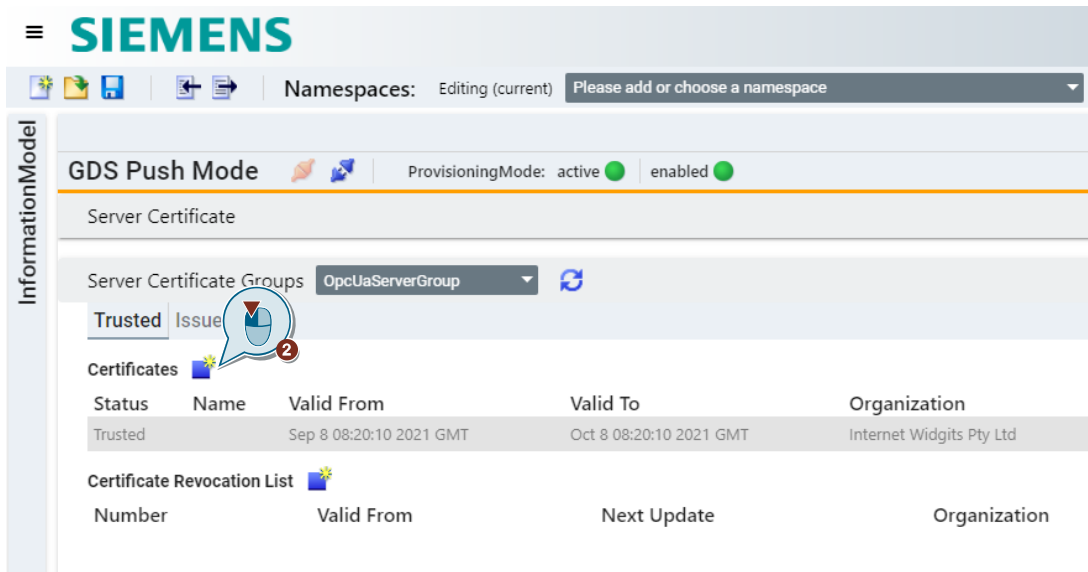 SIEMENS
Namespaces: Editing (current) Please add or choose a namespace
InformationModel
GDS Push Mode ProvisioningMode: active enabled
Server Certificate
Server Certificate Groups OpcUaServerGroup
Trusted Issue
2
Certificates
Status Name Valid From Valid To Organization
Trusted Sep 8 08:20:10 2021 GMT Oct 8 08:20:10 2021 GMT Internet Widgits Pty Ltd
Certificate Revocation List
Number Valid From Next Update Organization